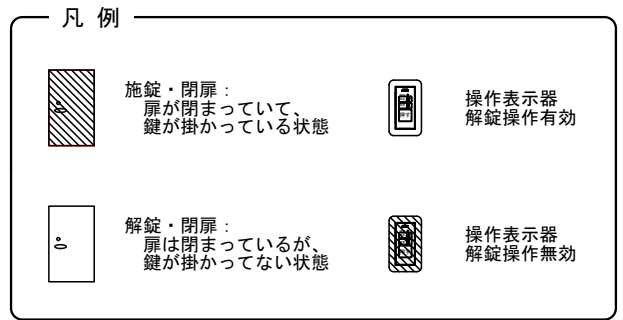 凡 例
施錠・閉扉：
扉が閉まっていて、
鍵が掛かっている状態
操作表示器
解錠操作有効
解錠・閉扉：
扉は閉まっているが、
鍵が掛かってない状態
操作表示器
解錠操作無効